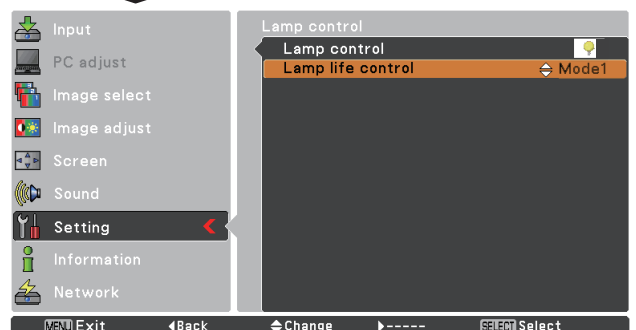 Input
PC adjust
Image select
Image adjust
Screen
Sound
Setting
Information
Network
Lamp control
Lamp control
Lamp life control Mode1
MENU Exit Back Change ----- SELECT Select